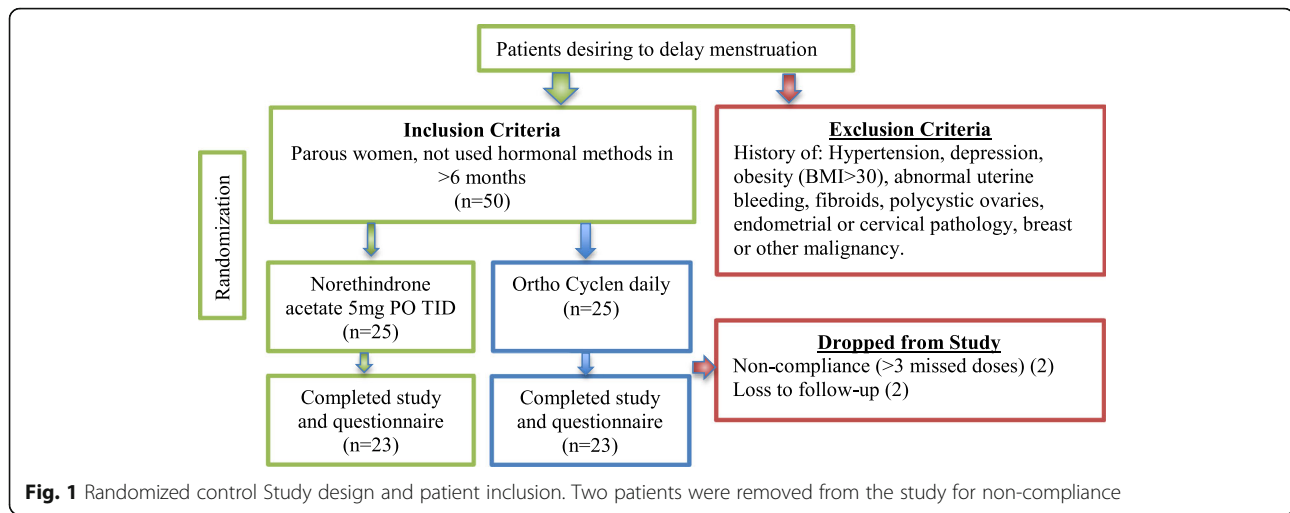 Patients desiring to delay menstruation
Inclusion Criteria
Parous women, not used hormonal methods in
>6 months
(n=50)
Exclusion Criteria
History of: Hypertension, depression,
obesity (BMI>30), abnormal uterine
bleeding, fibroids, polycystic ovaries,
endometrial or cervical pathology, breast
or other malignancy.
Randomization
Norethindrone
acetate 5mg PO TID
(n=25)
Ortho Cyclen daily
(n=25)
Dropped from Study
Non-compliance (>3 missed doses) (2)
Loss to follow-up (2)
Completed study
and questionnaire
(n=23)
Completed study
and questionnaire
(n=23)
Fig. 1 Randomized control Study design and patient inclusion. Two patients were removed from the study for non-compliance